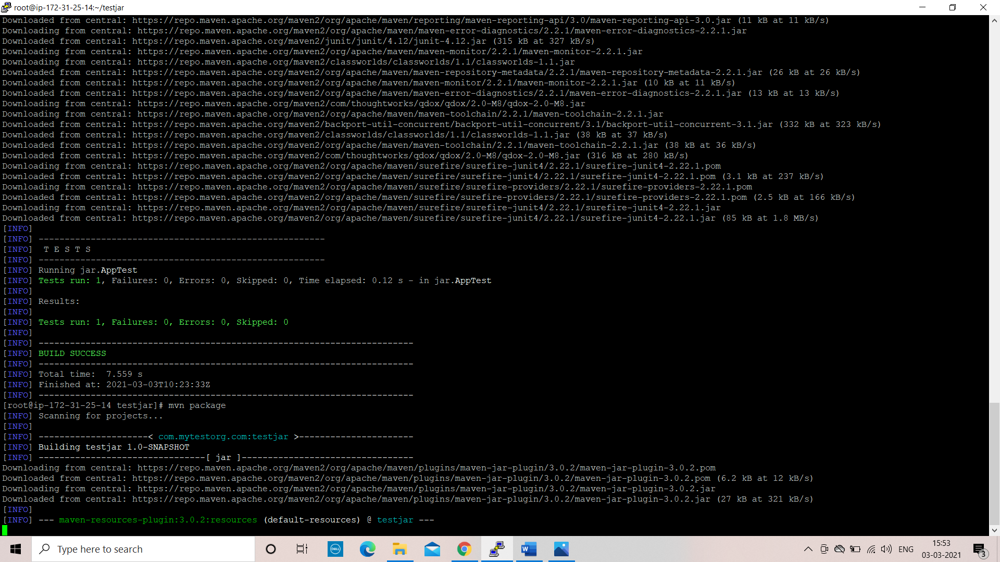 root@ip-172-31-25-14:~/testjar
Downloaded from central: https://repo.maven.apache.org/maven2/org/apache/maven/reporting/maven-reporting-api/3.0/maven-reporting-api-3.0.jar (11 kB at 11 kB/s)
Downloading from central: https://repo.maven.apache.org/maven2/org/apache/maven/maven-error-diagnostics/2.2.1/maven-error-diagnostics-2.2.1.jar
Downloaded from central: https://repo.maven.apache.org/maven2/junit/junit/4.12/junit-4.12.jar (315 kB at 327 kB/s)
Downloading from central: https://repo.maven.apache.org/maven2/org/apache/maven/maven-monitor/2.2.1/maven-monitor-2.2.1.jar
Downloading from central: https://repo.maven.apache.org/maven2/classworlds/classworlds/1.1/classworlds-1.1.jar
Downloaded from central: https://repo.maven.apache.org/maven2/org/apache/maven/maven-repository-metadata/2.2.1/maven-repository-metadata-2.2.1.jar (26 kB at 26 kB/s)
Downloaded from central: https://repo.maven.apache.org/maven2/org/apache/maven/maven-monitor/2.2.1/maven-monitor-2.2.1.jar (10 kB at 11 kB/s)
Downloaded from central: https://repo.maven.apache.org/maven2/org/apache/maven/maven-error-diagnostics/2.2.1/maven-error-diagnostics-2.2.1.jar (13 kB at 13 kB/s)
Downloading from central: https://repo.maven.apache.org/maven2/com/thoughtworks/qdox/qdox/2.0-M8/qdox-2.0-M8.jar
Downloading from central: https://repo.maven.apache.org/maven2/org/apache/maven/maven-toolchain/2.2.1/maven-toolchain-2.2.1.jar
Downloaded from central: https://repo.maven.apache.org/maven2/backport-util-concurrent/backport-util-concurrent/3.1/backport-util-concurrent-3.1.jar (332 kB at 323 kB/s)
Downloaded from central: https://repo.maven.apache.org/maven2/classworlds/classworlds/1.1/classworlds-1.1.jar (38 kB at 37 kB/s)
Downloaded from central: https://repo.maven.apache.org/maven2/org/apache/maven/maven-toolchain/2.2.1/maven-toolchain-2.2.1.jar (38 kB at 36 kB/s)
Downloaded from central: https://repo.maven.apache.org/maven2/com/thoughtworks/qdox/qdox/2.0-M8/qdox-2.0-M8.jar (316 kB at 280 kB/s)
Downloading from central: https://repo.maven.apache.org/maven2/org/apache/maven/surefire/surefire-junit4/2.22.1/surefire-junit4-2.22.1.pom
Downloaded from central: https://repo.maven.apache.org/maven2/org/apache/maven/surefire/surefire-junit4/2.22.1/surefire-junit4-2.22.1.pom (3.1 kB at 237 kB/s)
Downloading from central: https://repo.maven.apache.org/maven2/org/apache/maven/surefire/surefire-providers/2.22.1/surefire-providers-2.22.1.pom
Downloaded from central: https://repo.maven.apache.org/maven2/org/apache/maven/surefire/surefire-providers/2.22.1/surefire-providers-2.22.1.pom (2.5 kB at 166 kB/s)
Downloading from central: https://repo.maven.apache.org/maven2/org/apache/maven/surefire/surefire-junit4/2.22.1/surefire-junit4-2.22.1.jar
Downloaded from central: https://repo.maven.apache.org/maven2/org/apache/maven/surefire/surefire-junit4/2.22.1/surefire-junit4-2.22.1.jar (85 kB at 1.8 MB/s)
[INFO]
[INFO] -------------------------------------------------------
[INFO]  T E S T S
[INFO] -------------------------------------------------------
[INFO] Running jar.AppTest
[INFO] Tests run: 1, Failures: 0, Errors: 0, Skipped: 0, Time elapsed: 0.12 s - in jar.AppTest
[INFO]
[INFO] Results:
[INFO]
[INFO] Tests run: 1, Failures: 0, Errors: 0, Skipped: 0
[INFO]
[INFO] ------------------------------------------------------------------------
[INFO] BUILD SUCCESS
[INFO] ------------------------------------------------------------------------
[INFO] Total time:  7.559 s
[INFO] Finished at: 2021-03-03T10:23:33Z
[INFO] ------------------------------------------------------------------------
[root@ip-172-31-25-14 testjar]# mvn package
[INFO] Scanning for projects...
[INFO]
[INFO] ---------------------< com.mytestorg.com:testjar >----------------------
[INFO] Building testjar 1.0-SNAPSHOT
[INFO] --------------------------------[ jar ]---------------------------------
Downloading from central: https://repo.maven.apache.org/maven2/org/apache/maven/plugins/maven-jar-plugin/3.0.2/maven-jar-plugin-3.0.2.pom
Downloaded from central: https://repo.maven.apache.org/maven2/org/apache/maven/plugins/maven-jar-plugin/3.0.2/maven-jar-plugin-3.0.2.pom (6.2 kB at 12 kB/s)
Downloading from central: https://repo.maven.apache.org/maven2/org/apache/maven/plugins/maven-jar-plugin/3.0.2/maven-jar-plugin-3.0.2.jar
Downloaded from central: https://repo.maven.apache.org/maven2/org/apache/maven/plugins/maven-jar-plugin/3.0.2/maven-jar-plugin-3.0.2.jar (27 kB at 321 kB/s)
[INFO]
[INFO] --- maven-resources-plugin:3.0.2:resources (default-resources) @ testjar ---
Type here to search
DELL
W
ENG
15:53
03-03-2021
3